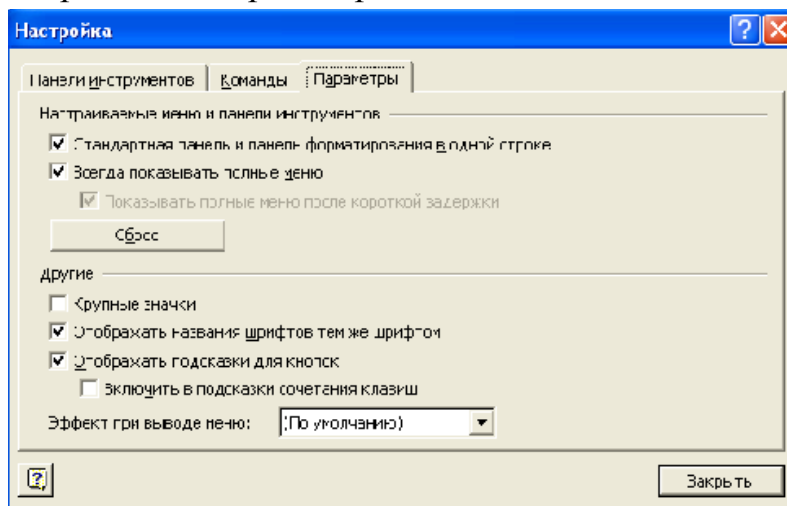 Настройка
Панели инструментов Команды Параметры
Настраиваемые меню и панели инструментов
Стандартная панель и панель форматирования в одной строке
Всегда показывать полные меню
Показывать полные меню после короткой задержки
Сброс
Другие
Крупные значки
Отображать названия шрифтов тем же шрифтом
Отображать подсказки для кнопок
Включить в подсказки сочетания клавиш
Эффект при выводе меню: (По умолчанию)
Закрыть